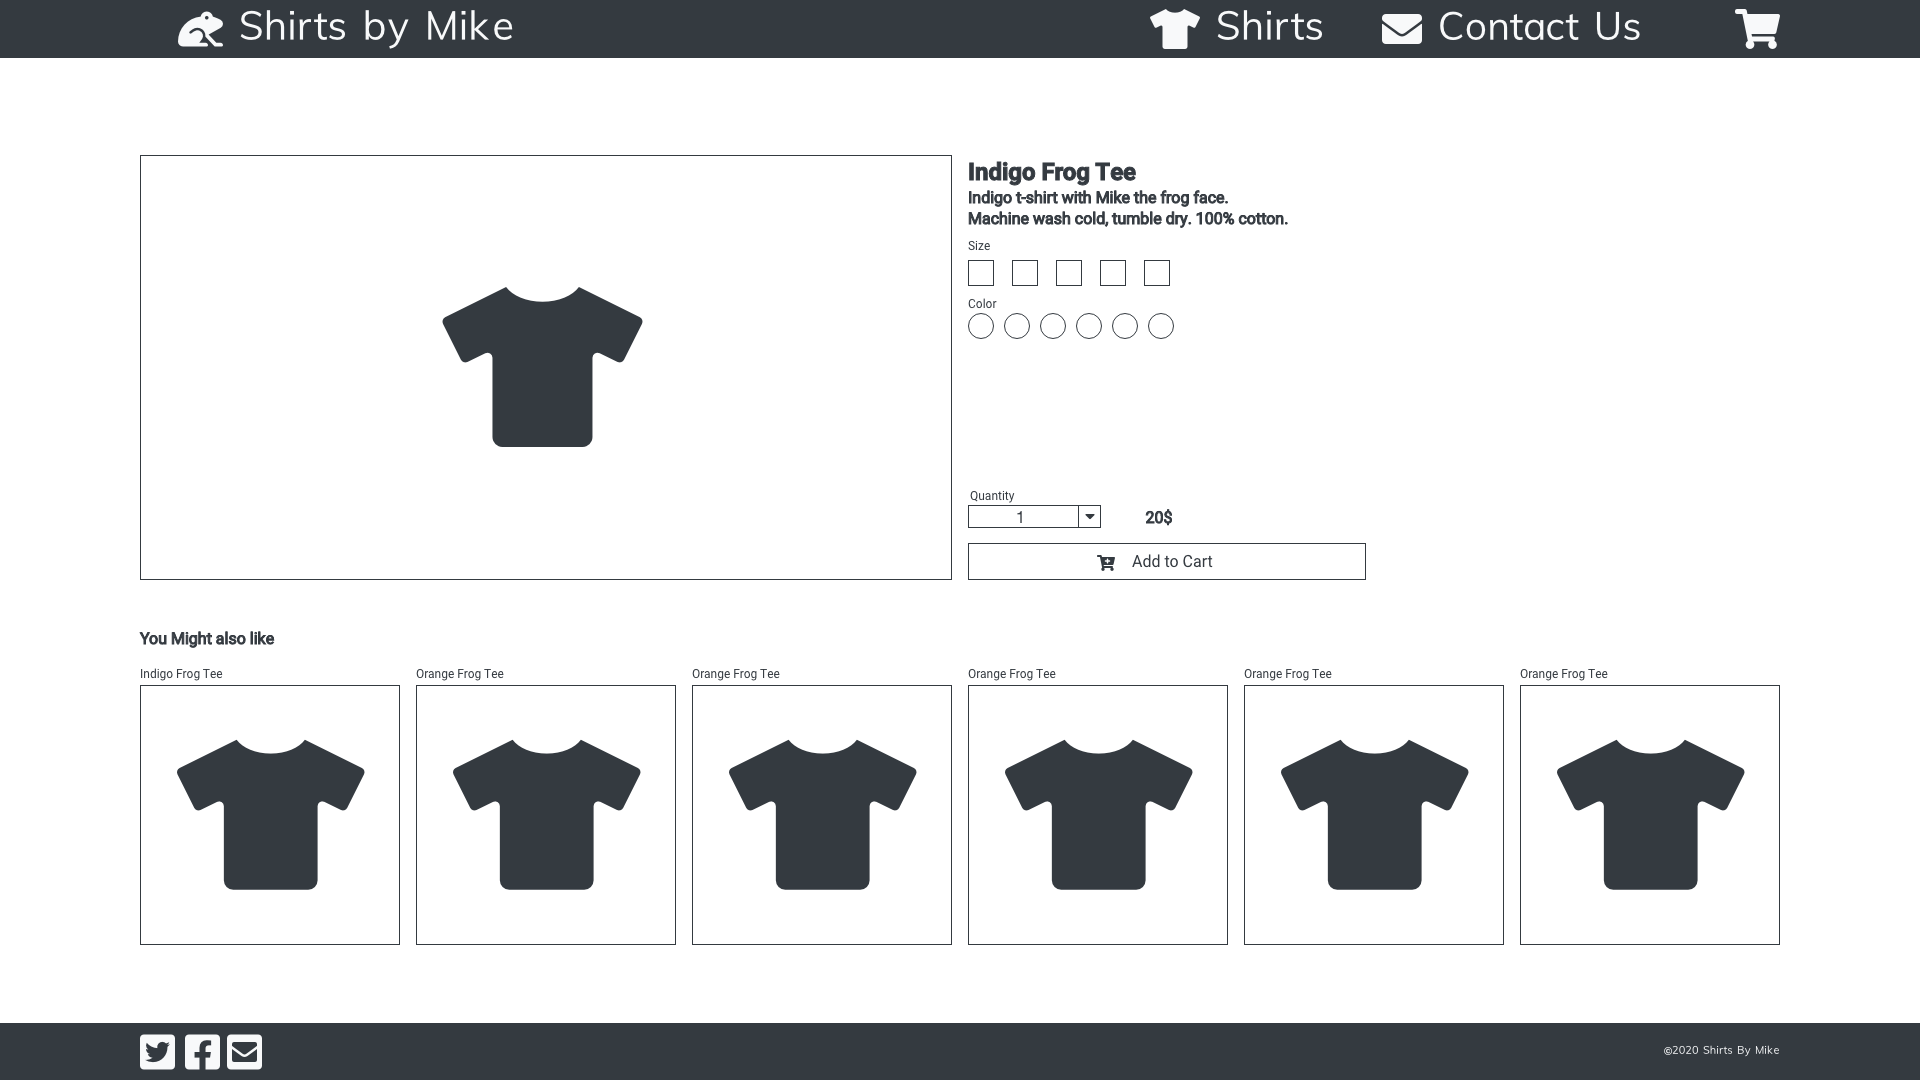 Shirts by Mike
Shirts
Contact Us
Indigo Frog Tee
Indigo t-shirt with Mike the frog face.
Machine wash cold, tumble dry. 100% cotton.
Size
Color
Quantity
1
20$
Add to Cart
You Might also like
Indigo Frog Tee
Orange Frog Tee
Orange Frog Tee
Orange Frog Tee
Orange Frog Tee
Orange Frog Tee
©2020 Shirts By Mike